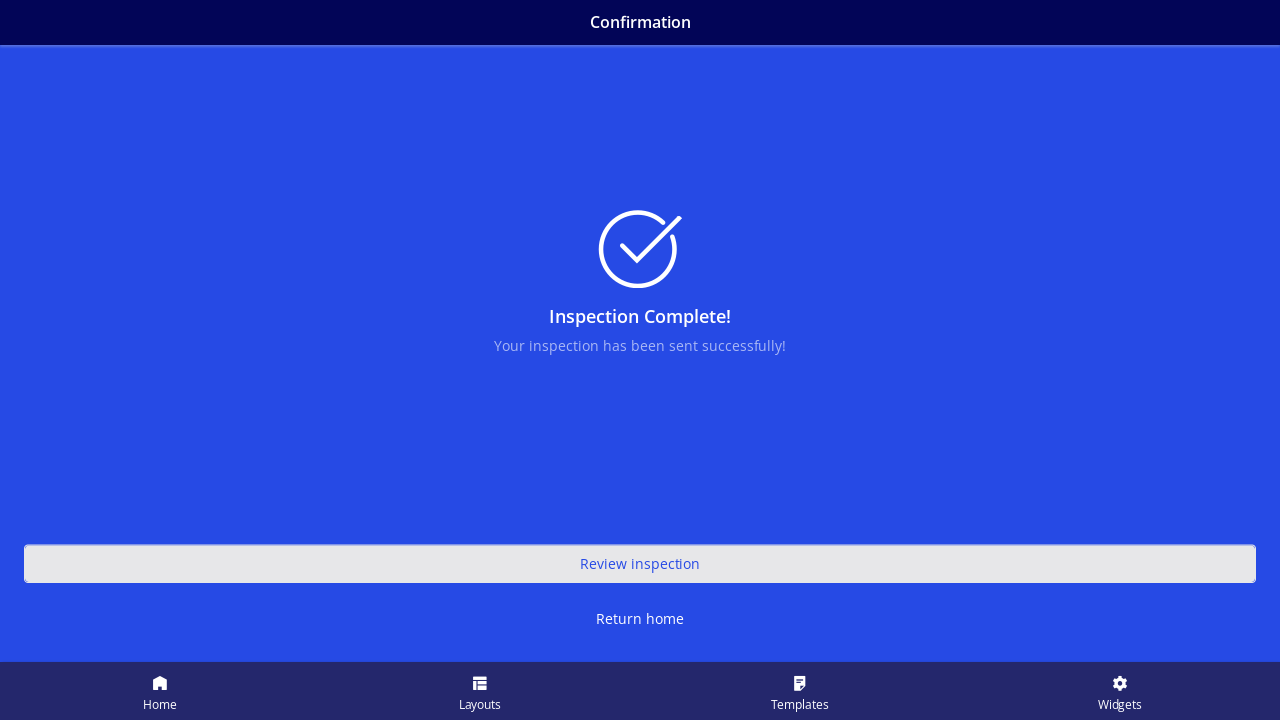 Confirmation
Inspection Complete!
Your inspection has been sent successfully!
Review inspection
Return home
Home
Layouts
Templates
Widgets